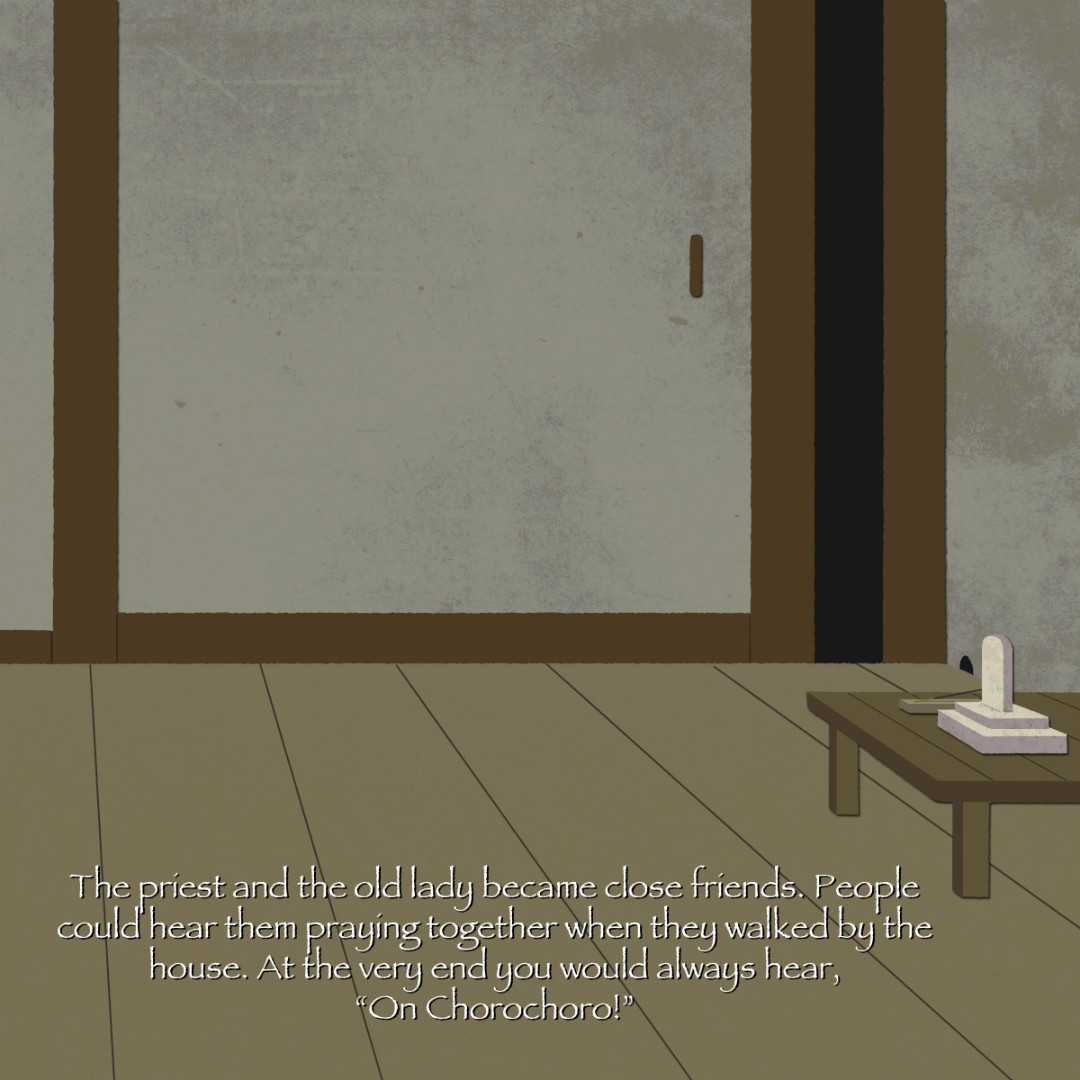 The priest and the old lady became close friends. People
could hear them praying together when they walked by the
house. At the very end you would always hear,
“On Chorochoro!”